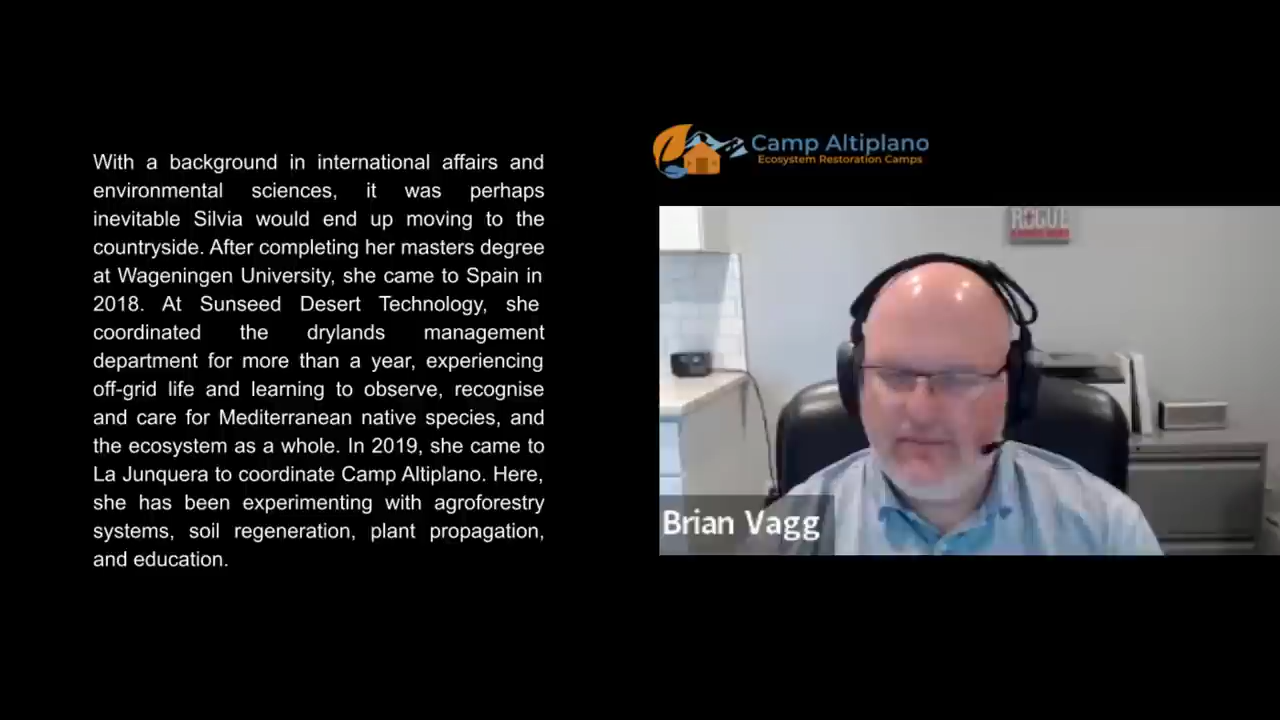 With a background in international affairs and
environmental sciences, it was perhaps
inevitable Silvia would end up moving to the
countryside. After completing her masters degree
at Wageningen University, she came to Spain in
2018. At Sunseed Desert Technology, she
coordinated the drylands management
department for more than a year, experiencing
off-grid life and learning to observe, recognise
and care for Mediterranean native species, and
the ecosystem as a whole. In 2019, she came to
La Junquera to coordinate Camp Altiplano. Here,
she has been experimenting with agroforestry
systems, soil regeneration, plant propagation,
and education.
Camp Altiplano
Ecosystem Restoration Camps
ROGUE
Brian Vagg